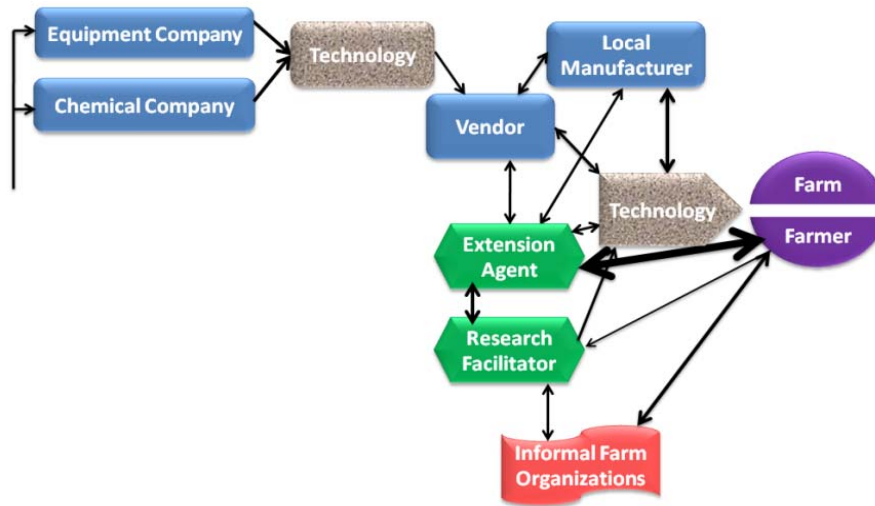 Equipment Company
Technology
Local
Manufacturer
Chemical Company
Vendor
Technology
Farm
Farmer
Extension
Agent
Research
Facilitator
Informal Farm
Organizations